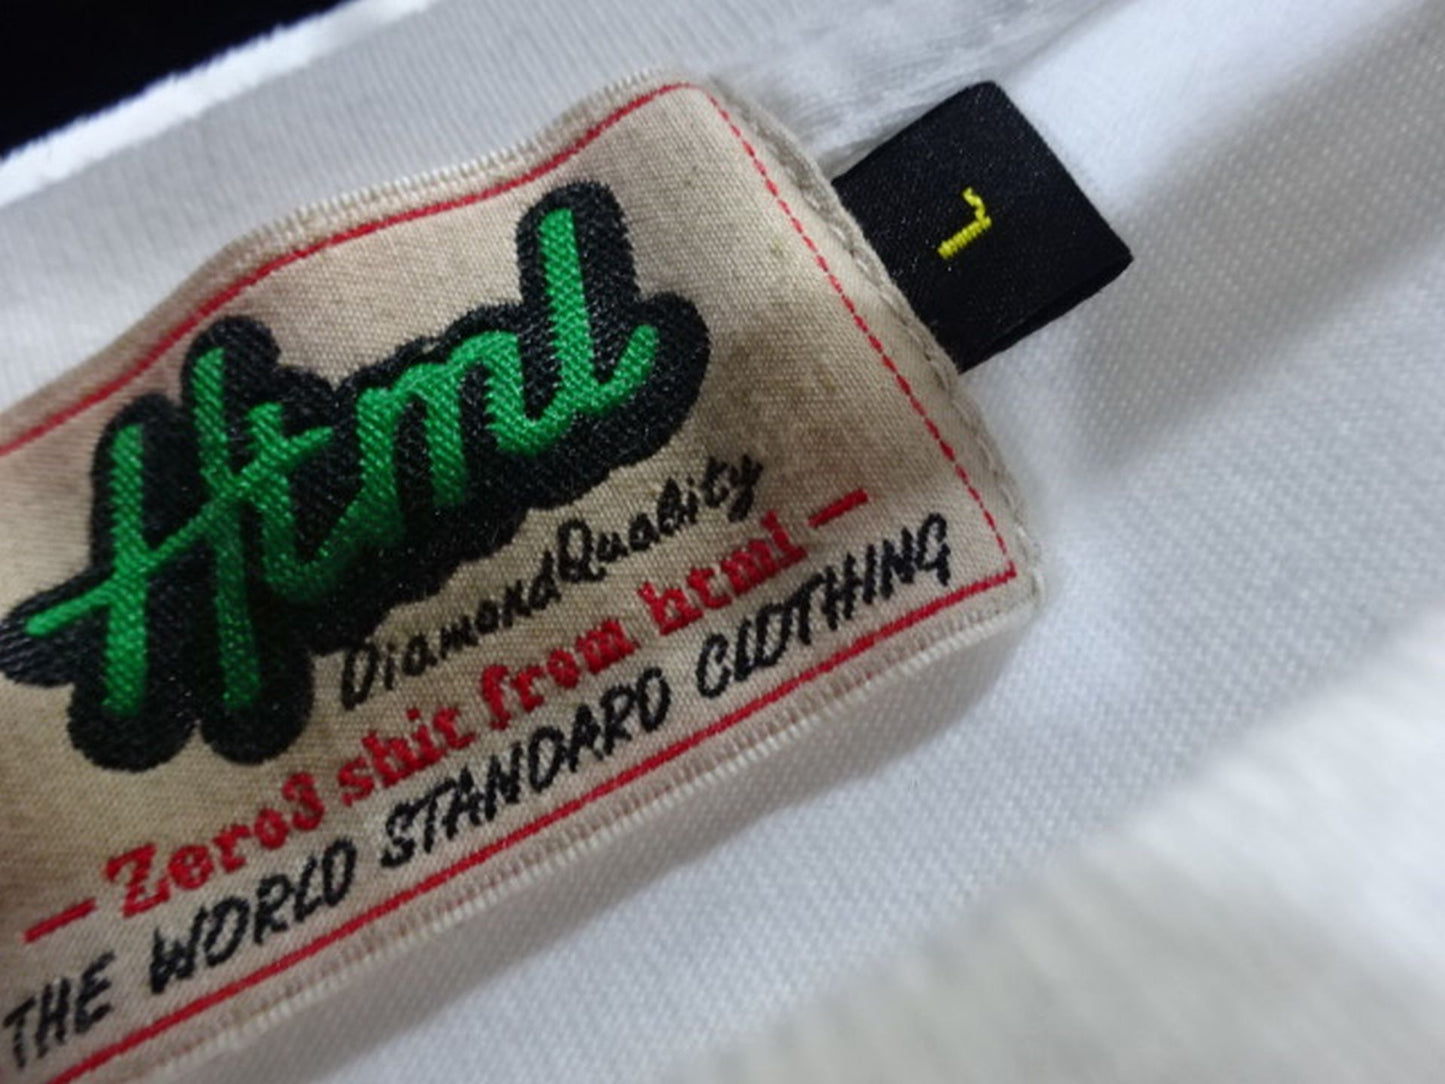 Html
DiamondQuality
— Zero3 shit from html —
THE WORLD STANDARD CLOTHING
L